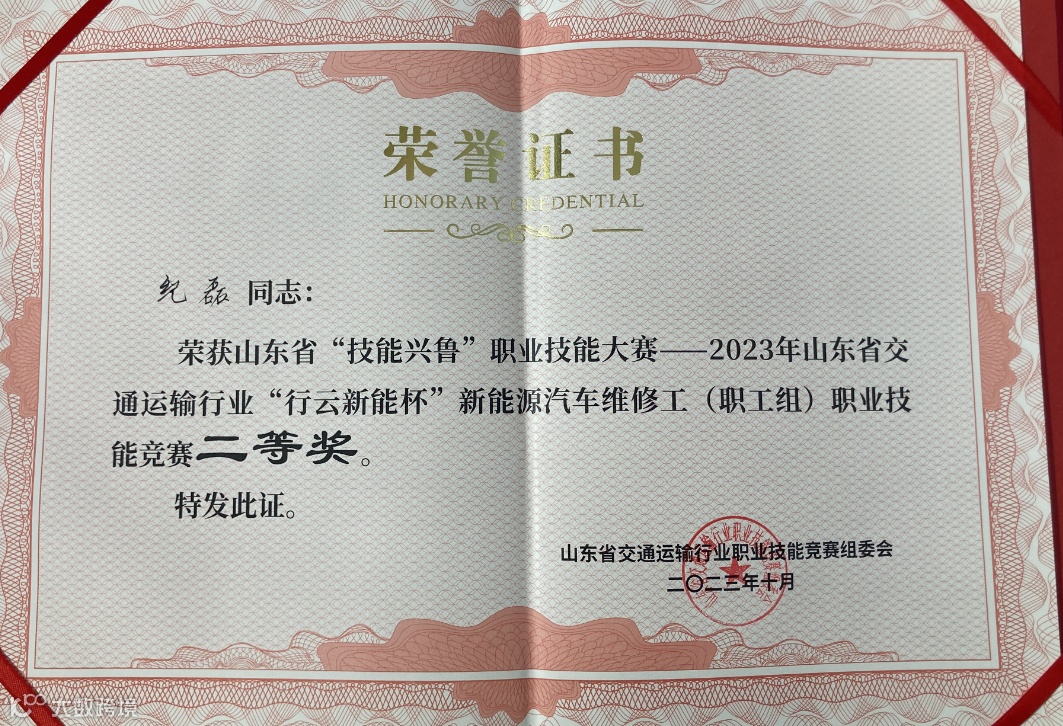 荣誉证书
HONORARY CREDENTIAL
纪磊 同志：
荣获山东省“技能兴鲁”职业技能大赛——2023年山东省交
通运输行业“行云新能杯”新能源汽车维修工（职工组）职业技
能竞赛二等奖。
特发此证。
山东省交通运输行业职业技能竞赛组委会
二〇二三年十月
大数跨境